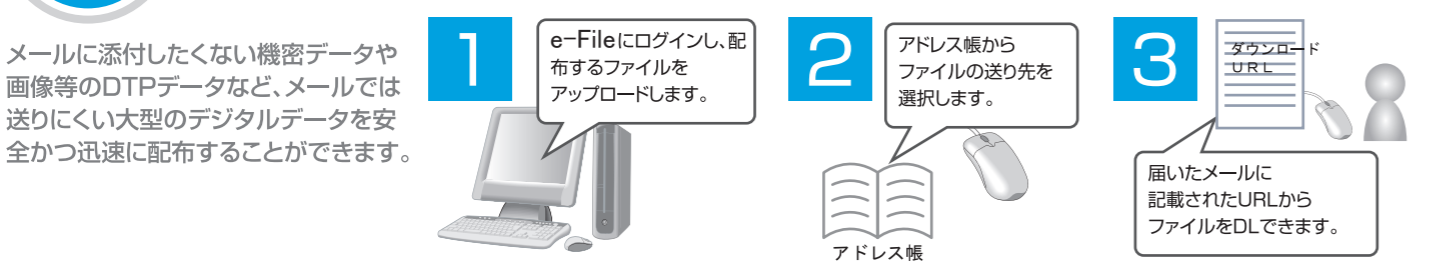 メールに添付したくない機密データや
画像等のDTPデータなど、メールでは
送りにくい大型のデジタルデータを安
全かつ迅速に配布することができます。
1
e-Fileにログインし、配
布するファイルを
アップロードします。
2
アドレス帳から
ファイルの送り先を
選択します。
アドレス帳
3
ダウンロード
URL
届いたメールに
記載されたURLから
ファイルをDLできます。